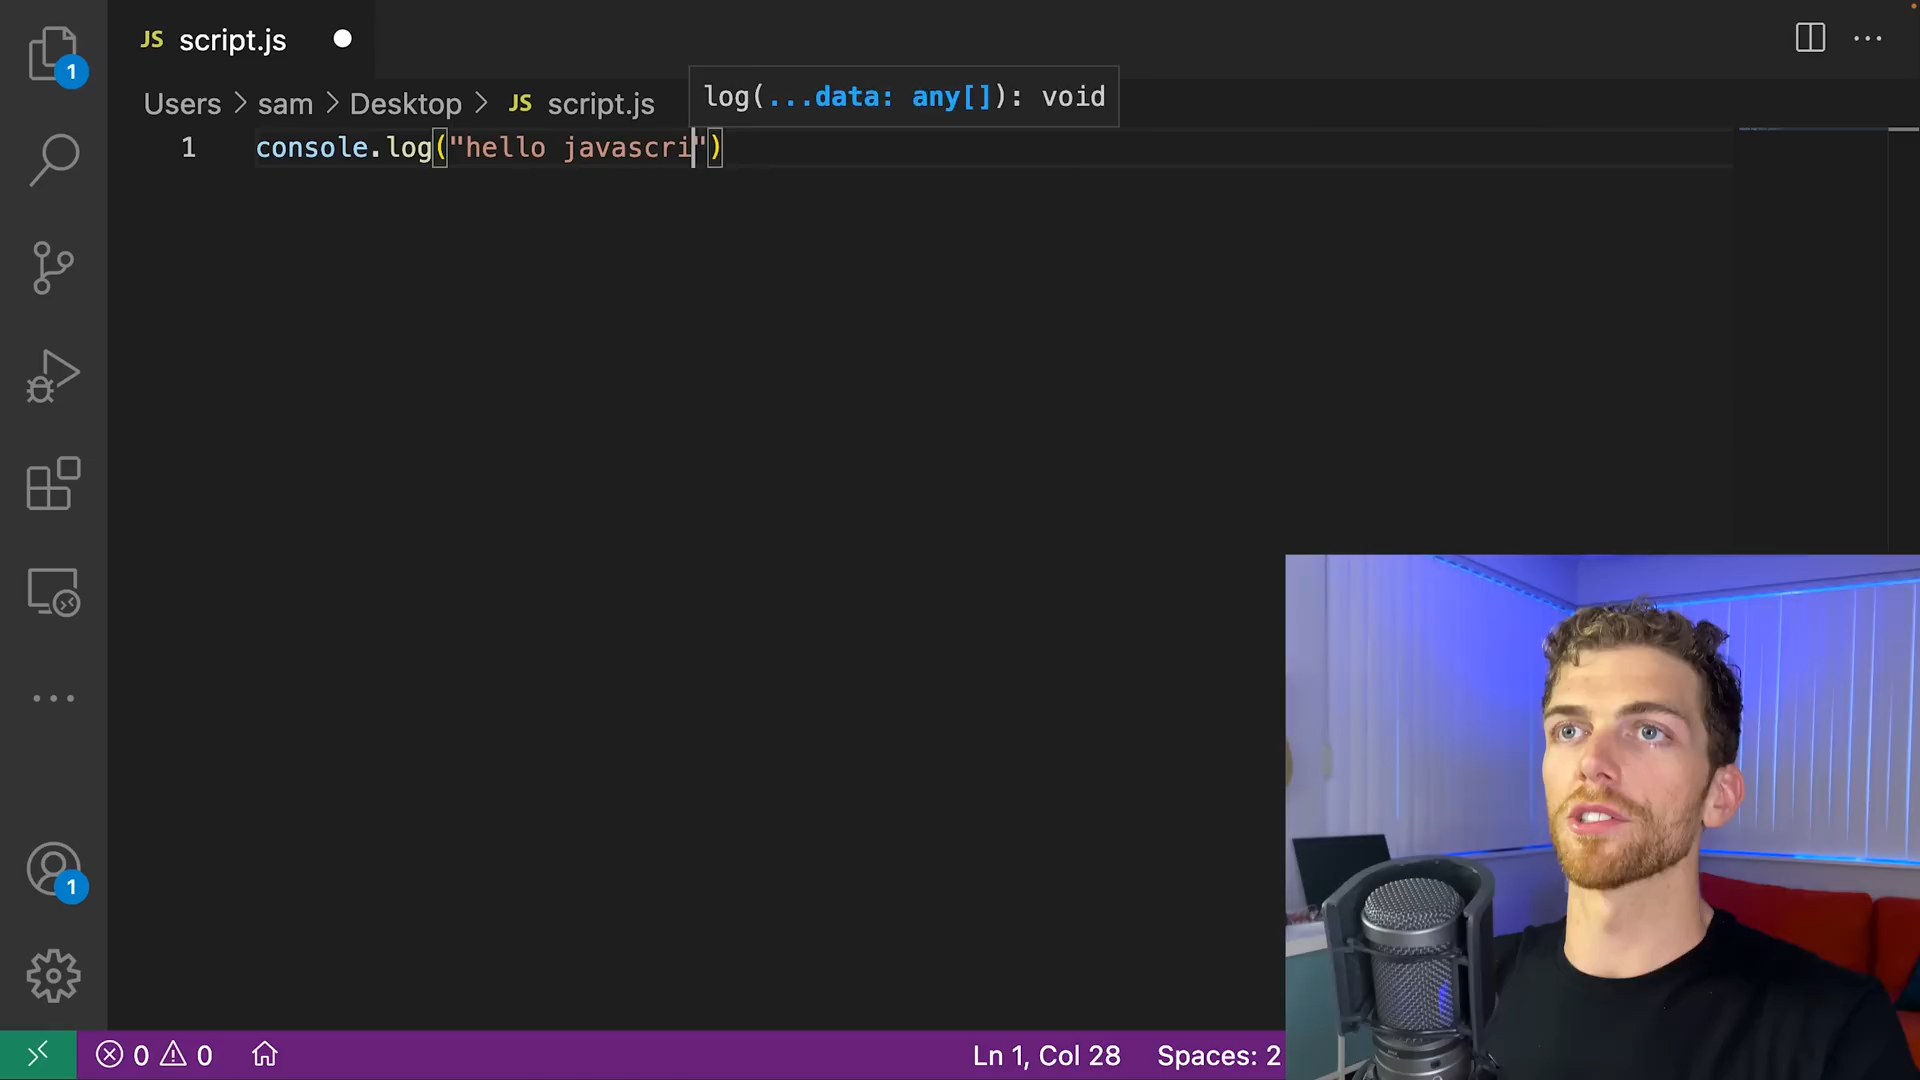 JS script.js
Users > sam > Desktop > JS script.js
log(...data: any[]): void
1 console.log("hello javascri")
1
1
0 0 Ln 1, Col 28 Spaces: 2